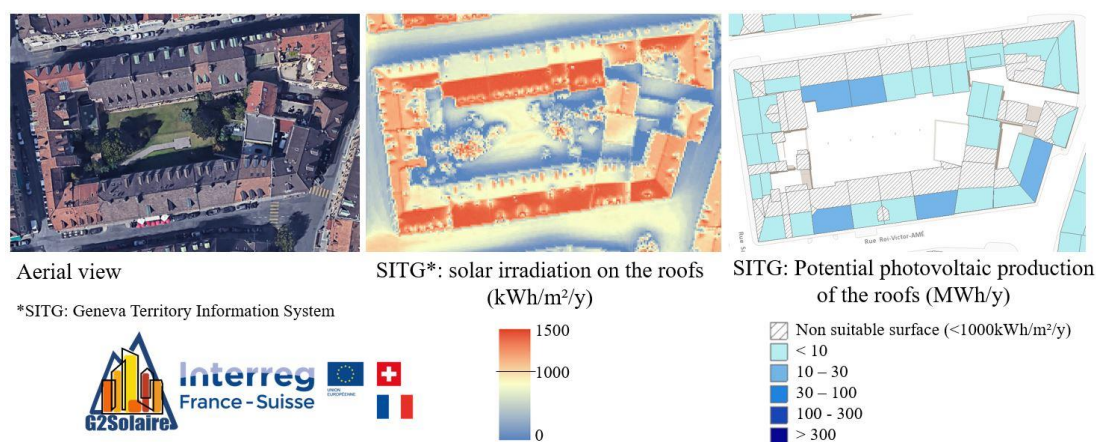 Aerial view
*SITG: Geneva Territory Information System
SITG*: solar irradiation on the roofs
(kWh/m²/y)
SITG: Potential photovoltaic production
of the roofs (MWh/y)
Rue Roi-Victor-AMÉ
Rue
1500
1000
0
Non suitable surface (<1000kWh/m²/y)
< 10
10 – 30
30 – 100
100 - 300
> 300
G2Solaire
Interreg
France - Suisse
UNION
EUROPÉENNE